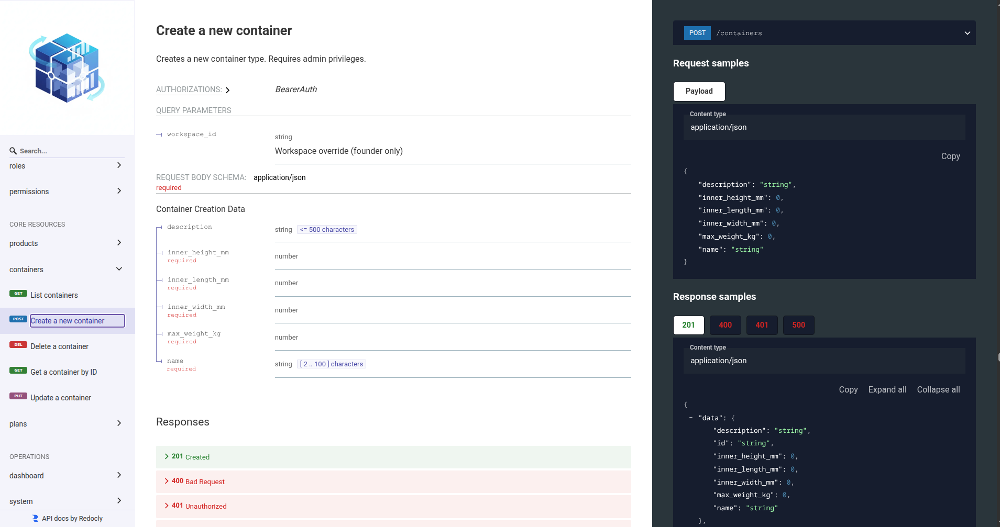 Search...
roles
permissions
CORE RESOURCES
products
containers
GET List containers
POST Create a new container
DEL Delete a container
GET Get a container by ID
PUT Update a container
plans
OPERATIONS
dashboard
system
API docs by Redocly
Create a new container
Creates a new container type. Requires admin privileges.
AUTHORIZATIONS: BearerAuth
QUERY PARAMETERS
workspace_id
string
Workspace override (founder only)
REQUEST BODY SCHEMA: application/json
required
Container Creation Data
description
string <= 500 characters
inner_height_mm
required
number
inner_length_mm
required
number
inner_width_mm
required
number
max_weight_kg
required
number
name
required
string [ 2 .. 100 ] characters
Responses
201 Created
400 Bad Request
401 Unauthorized
POST /containers
Request samples
Payload
Content type
application/json
Copy
{
"description": "string",
"inner_height_mm": 0,
"inner_length_mm": 0,
"inner_width_mm": 0,
"max_weight_kg": 0,
"name": "string"
}
Response samples
201 400 401 500
Content type
application/json
Copy Expand all Collapse all
{
- "data": {
"description": "string",
"id": "string",
"inner_height_mm": 0,
"inner_length_mm": 0,
"inner_width_mm": 0,
"max_weight_kg": 0,
"name": "string"
},